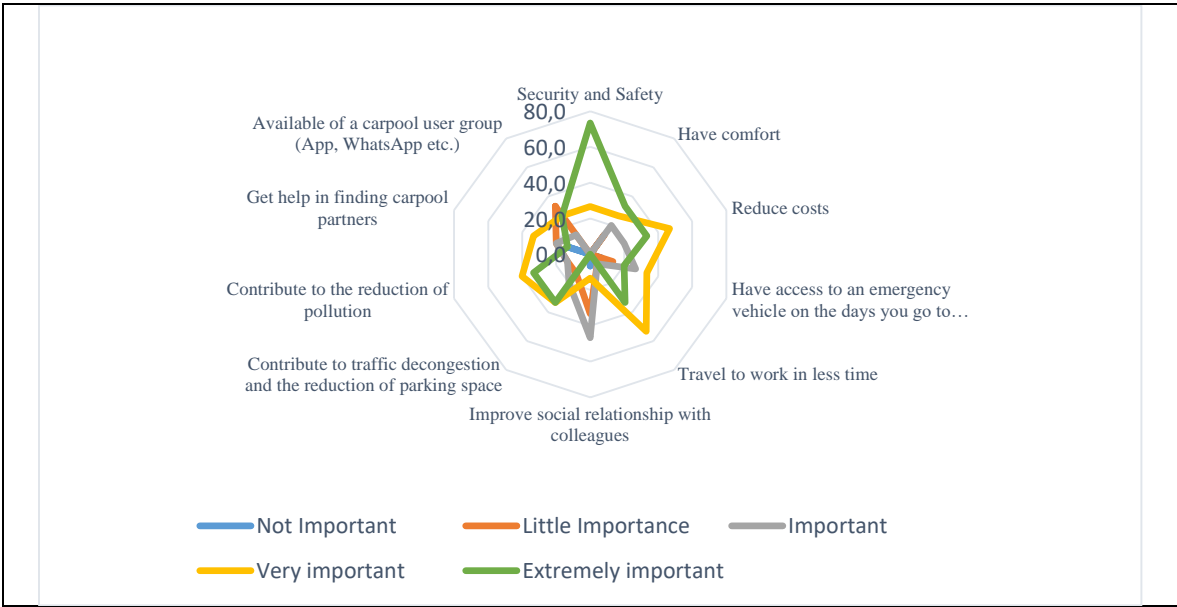 Security and Safety
80,0
60,0
40,0
20,0
0,0
Have comfort
Reduce costs
Have access to an emergency
vehicle on the days you go to…
Travel to work in less time
Improve social relationship with
colleagues
Contribute to traffic decongestion
and the reduction of parking space
Contribute to the reduction of
pollution
Get help in finding carpool
partners
Available of a carpool user group
(App, WhatsApp etc.)
Not Important
Little Importance
Important
Very important
Extremely important